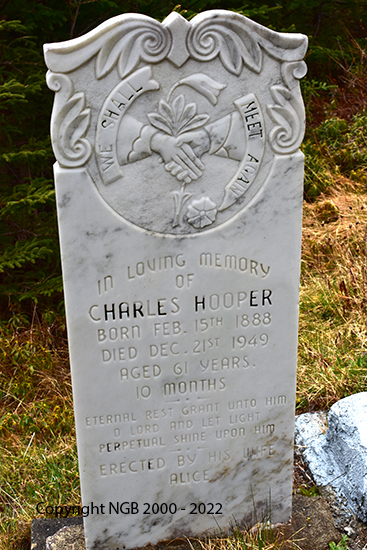 WE SHALL MEET AGAIN
IN LOVING MEMORY
OF
CHARLES HOOPER
BORN FEB. 15TH 1888
DIED DEC. 21ST 1949
AGED 61 YEARS.
10 MONTHS
ETERNAL REST GRANT UNTO HIM
O LORD AND LET LIGHT
PERPETUAL SHINE UPON HIM
ERECTED BY HIS WIFE
ALICE
Copyright NGB 2000 - 2022